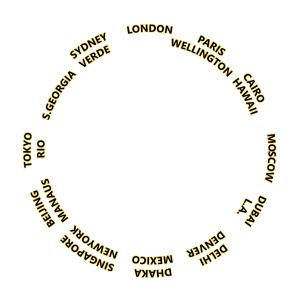 LONDON
PARIS
WELLINGTON
CAIRO
HAWAII
MOSCOW
DUBAI
L.A.
DELHI
DENVER
DHAKA
MEXICO
SINGAPORE
NEWYORK
BEIJING
MANAUS
TOKYO
RIO
S.GEORGIA
SYDNEY
VERDE